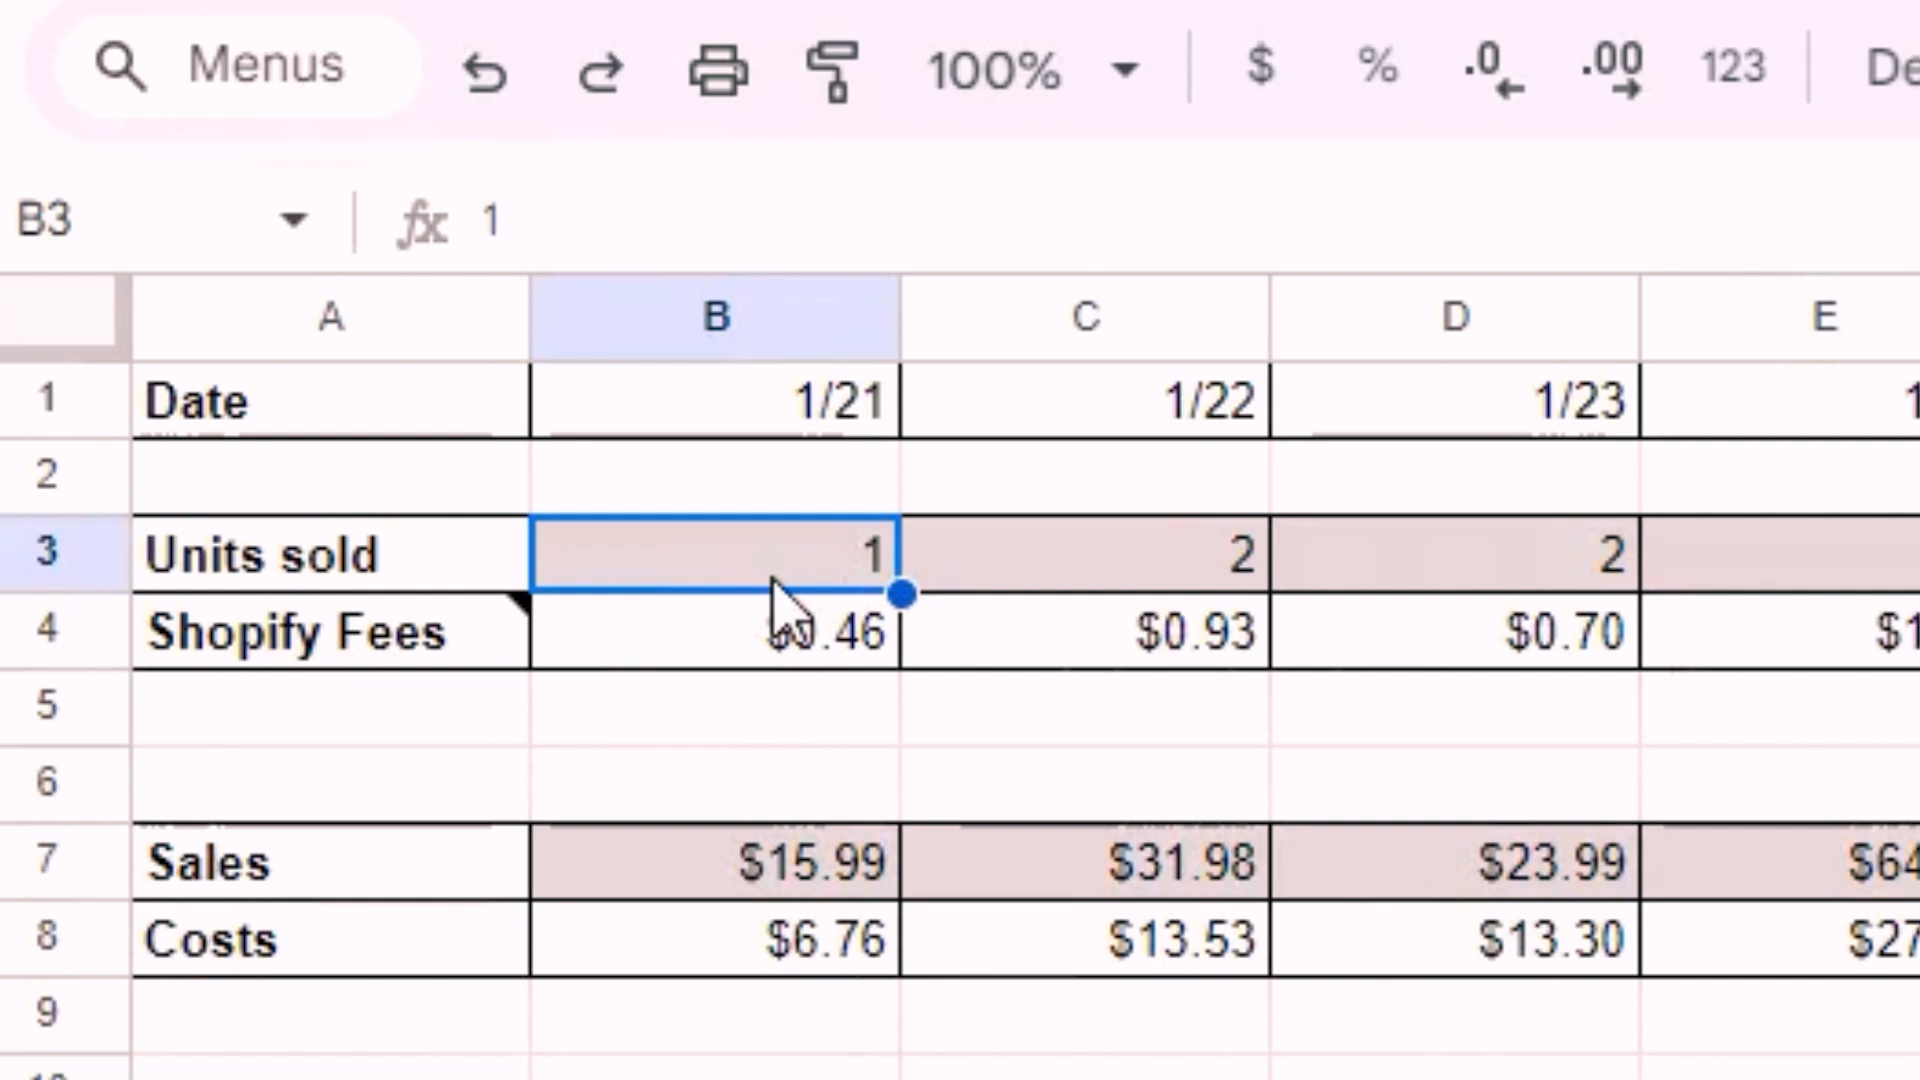 Menus 100% $ % .0 .00 123
B3 fx 1
A B C D E
1 Date 1/21 1/22 1/23
2
3 Units sold 1 2 2
4 Shopify Fees .46 $0.93 $0.70 $1
5
6
7 Sales $15.99 $31.98 $23.99 $64
8 Costs $6.76 $13.53 $13.30 $27
9